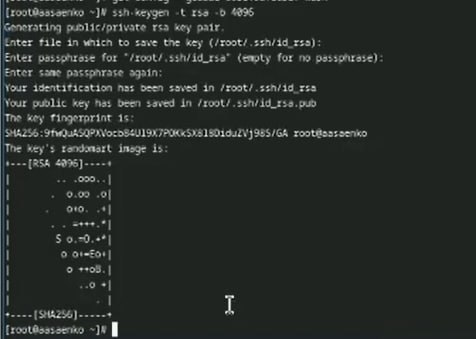 [root@aasaenko ~]# ssh-keygen -t rsa -b 4096
Generating public/private rsa key pair.
Enter file in which to save the key (/root/.ssh/id_rsa):
Enter passphrase for "/root/.ssh/id_rsa" (empty for no passphrase):
Enter same passphrase again:
Your identification has been saved in /root/.ssh/id_rsa
Your public key has been saved in /root/.ssh/id_rsa.pub
The key fingerprint is:
root@aasaenko
The key's randomart image is:
+---[RSA 4096]----+
|        .. .ooo..|
|       .  o.oo .o|
|      .   o+o. .+|
|       . . =+++.*|
|        S o.=O.+*|
|         o o+=Eo+|
|          o ++oB.|
|            ..o +|
|               . |
+----[SHA256]-----+
[root@aasaenko ~]#